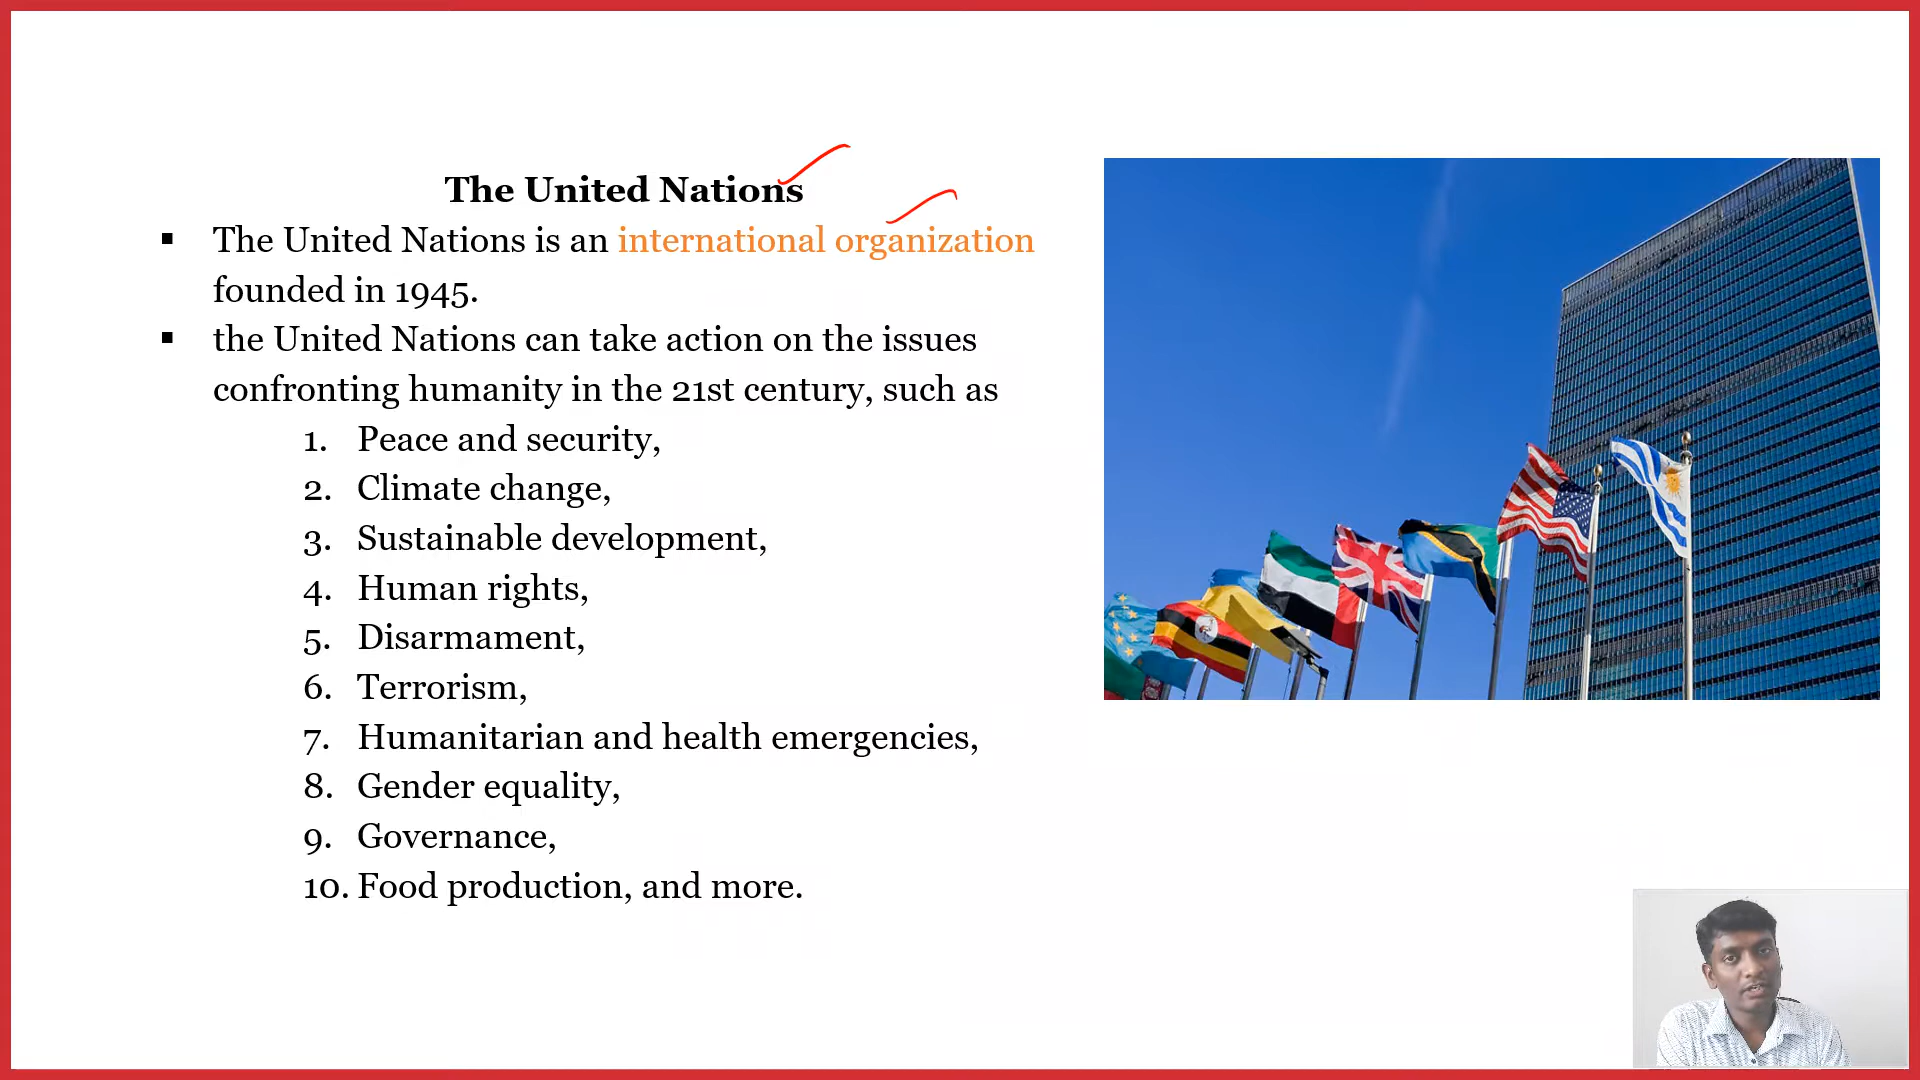 The United Nations
▪ The United Nations is an international organization
founded in 1945.
▪ the United Nations can take action on the issues
confronting humanity in the 21st century, such as
1. Peace and security,
2. Climate change,
3. Sustainable development,
4. Human rights,
5. Disarmament,
6. Terrorism,
7. Humanitarian and health emergencies,
8. Gender equality,
9. Governance,
10. Food production, and more.